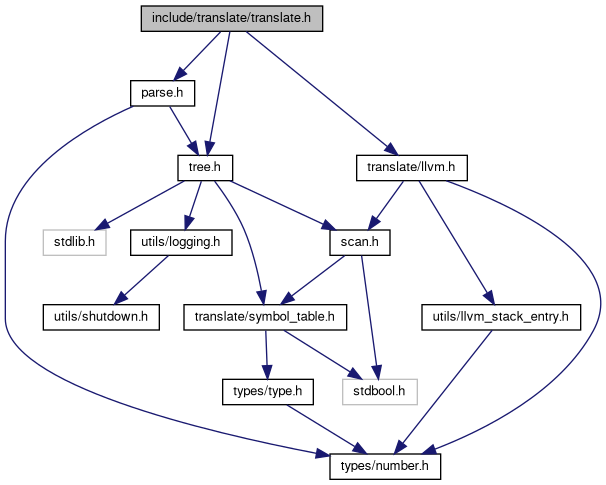 include/translate/translate.h
parse.h
tree.h
translate/llvm.h
stdlib.h
utils/logging.h
scan.h
utils/shutdown.h
translate/symbol_table.h
utils/llvm_stack_entry.h
types/type.h
stdbool.h
types/number.h